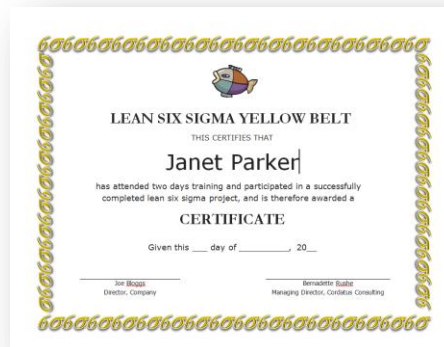 LEAN SIX SIGMA YELLOW BELT
THIS CERTIFIES THAT
Janet Parker
has attended two days training and participated in a successfully
completed lean six sigma project, and is therefore awarded a
CERTIFICATE
Given this ___ day of __________, 20__
Joe Bloggs
Bernadette Rushe
Director, Company
Managing Director, Cordatus Consulting